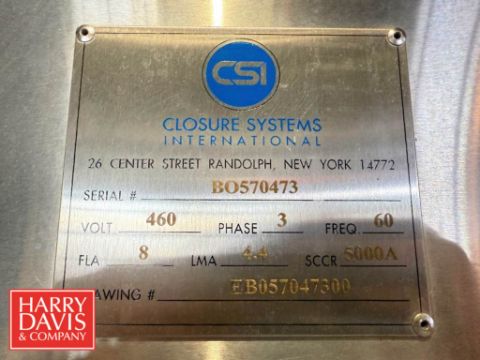 CSI
CLOSURE SYSTEMS
INTERNATIONAL
26 CENTER STREET RANDOLPH, NEW YORK 14772
SERIAL # BO570473
VOLT 460 PHASE 3 FREQ. 60
FLA 8 LMA 4.4 SCCR 5000A
AWING # EB057047300
HARRY
DAVIS
& COMPANY